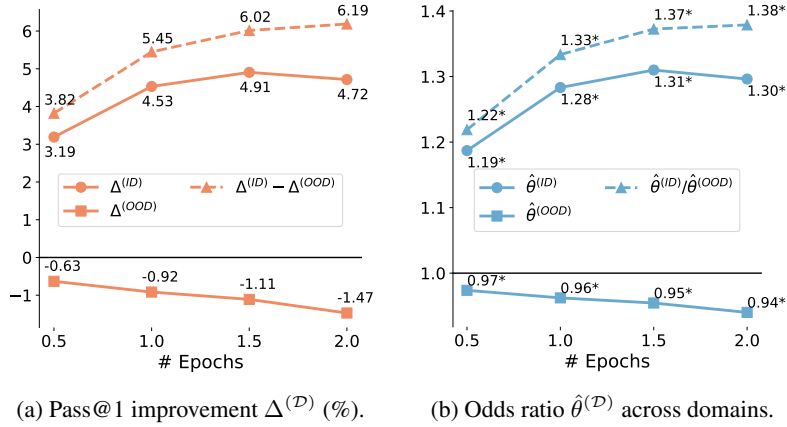 (a)
6
5
4
3
2
1
0
−1
3.82
5.45
6.02
6.19
3.19
4.53
4.91
4.72
Δ^(ID)
Δ^(OOD)
Δ^(ID) − Δ^(OOD)
-0.63
-0.92
-1.11
-1.47
0.5 1.0 1.5 2.0
# Epochs
(b)
1.4
1.3
1.2
1.1
1.0
1.22*
1.33*
1.37*
1.38*
1.19*
1.28*
1.31*
1.30*
θ̂^(ID)
θ̂^(OOD)
θ̂^(ID)/θ̂^(OOD)
0.97*
0.96*
0.95*
0.94*
0.5 1.0 1.5 2.0
# Epochs
(a) Pass@1 improvement Δ^(𝒟) (%).
(b) Odds ratio θ̂^(𝒟) across domains.